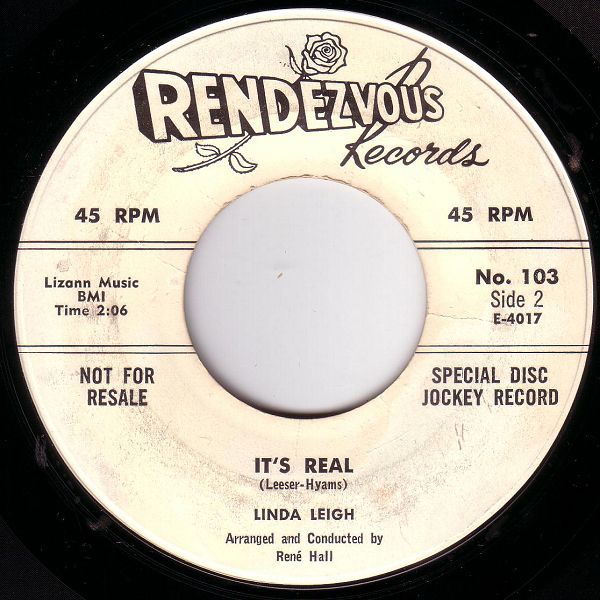 RENDEZVOUS
Records
45 RPM
45 RPM
Lizann Music
BMI
Time 2:06
No. 103
Side 2
E-4017
NOT FOR
RESALE
SPECIAL DISC
JOCKEY RECORD
IT'S REAL
(Leeser-Hyams)
LINDA LEIGH
Arranged and Conducted by
René Hall